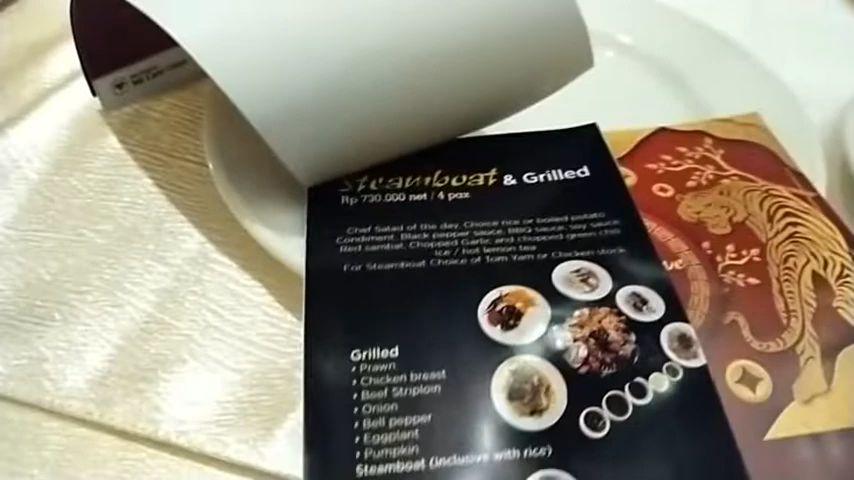 Steamboat & Grilled
Rp 730.000 net / 4 pax
Chef Salad of the day, Choice rice or boiled potato
Condiment, Black pepper sauce, BBQ sauce, Soy sauce
Red sambal, Chopped Garlic and chopped green chili
Ice / hot lemon tea
For Steamboat Choice of Tom Yam or Chicken stock
Grilled
• Prawn
• Chicken breast
• Beef Striploin
• Onion
• Bell Pepper
• Eggplant
• Pumpkin
Steamboat (inclusive with rice)